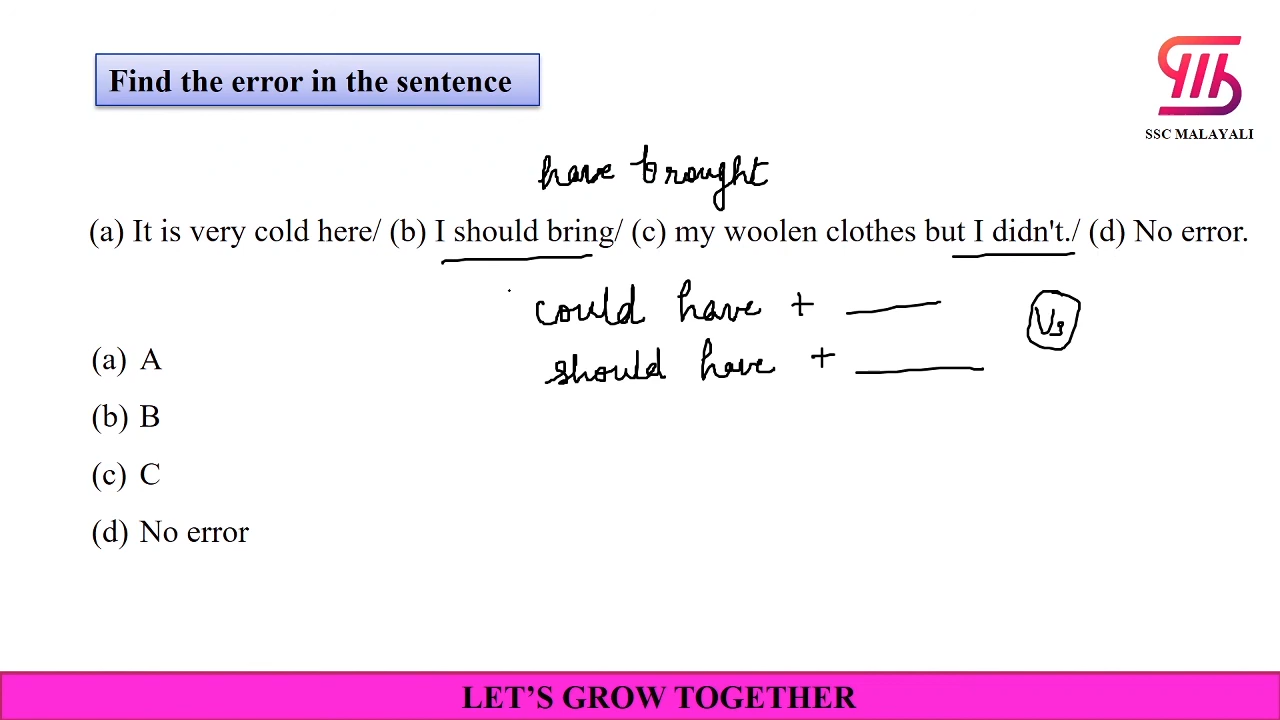 Find the error in the sentence
SSC MALAYALI
have brought
(a) It is very cold here/ (b) I should bring/ (c) my woolen clothes but I didn't./ (d) No error.
could have +
V3
should have +
(a) A
(b) B
(c) C
(d) No error
LET’S GROW TOGETHER